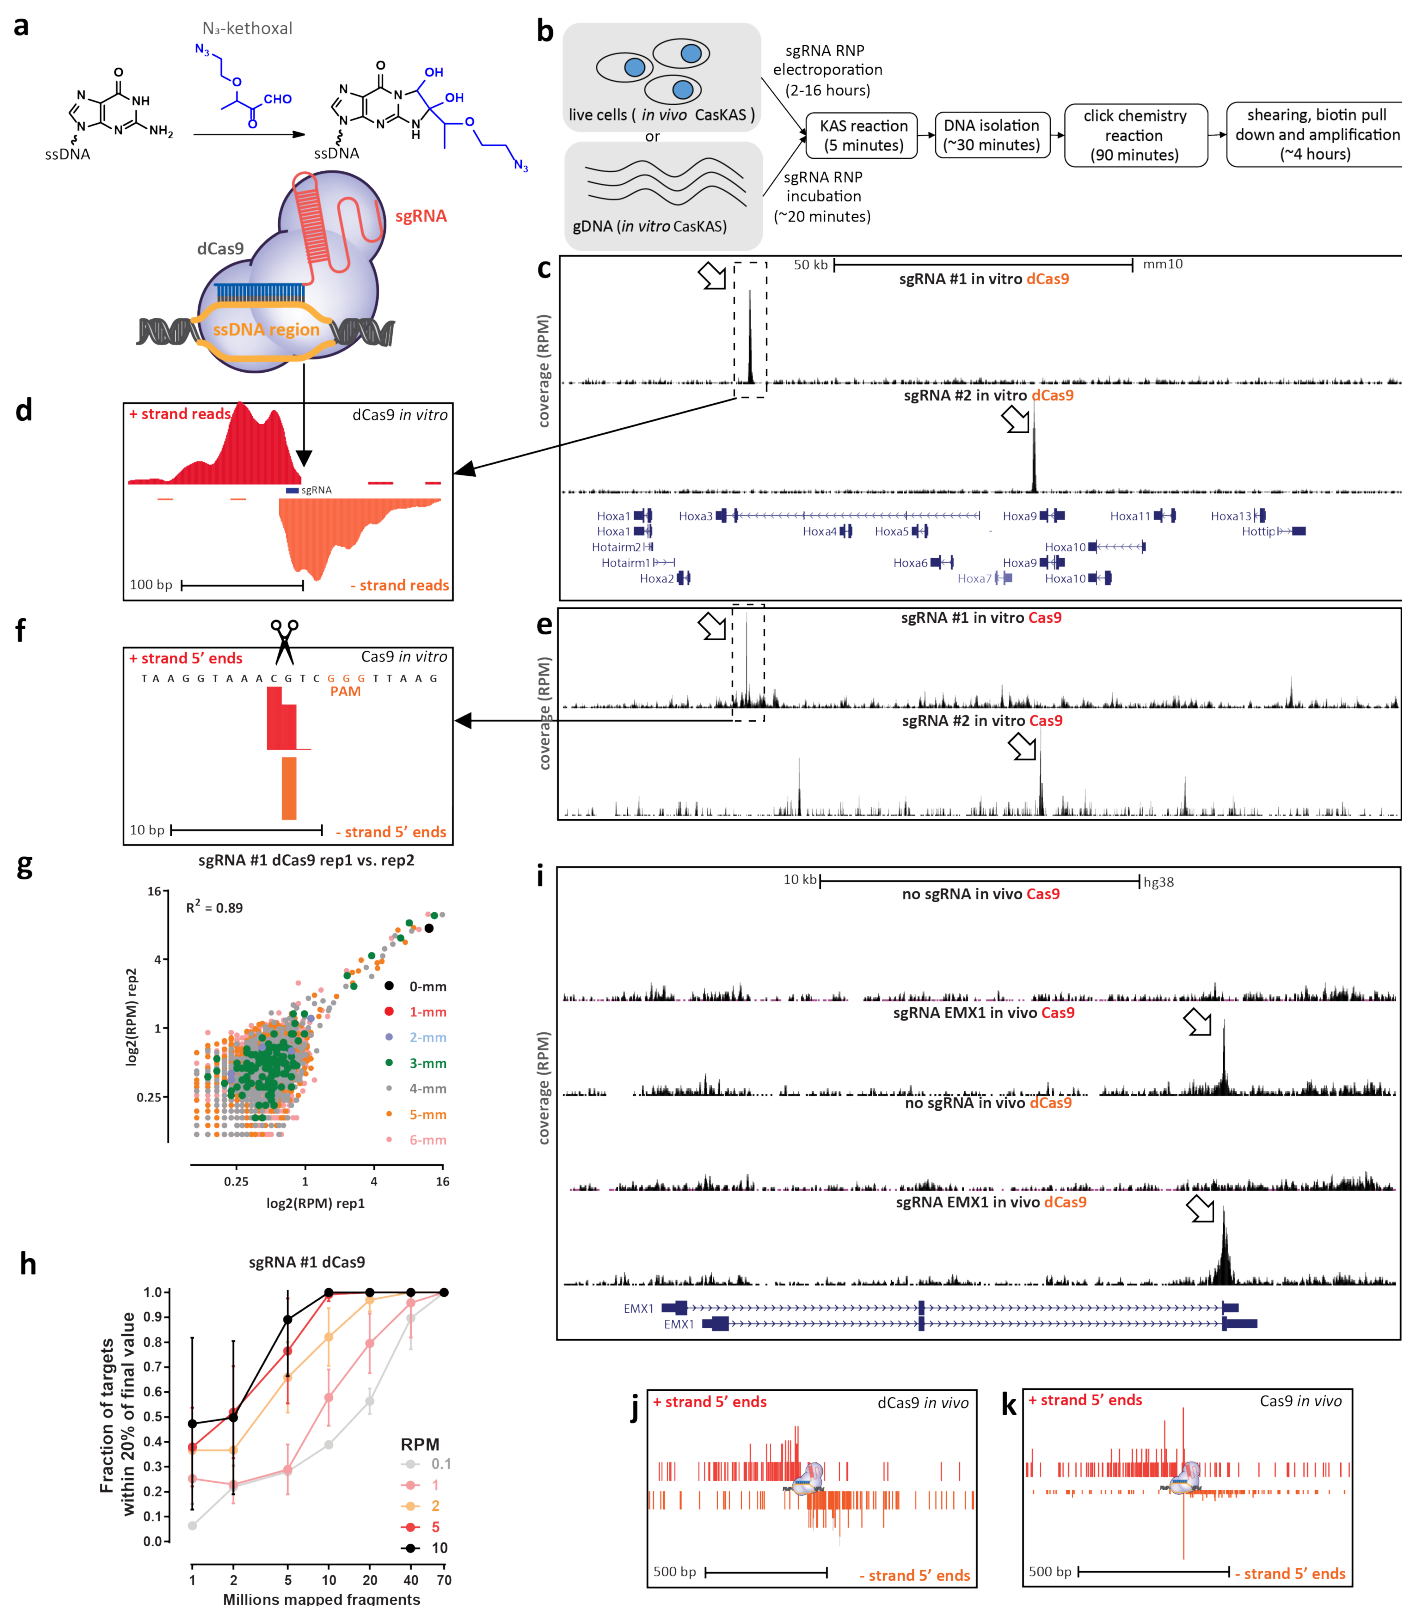 a
N₃-kethoxal
N₃
O
CHO
O
O
N
NH
N
N
NH₂
ssDNA
O
OH
N
N
OH
N
N
N
H
O
N₃
ssDNA
sgRNA
dCas9
ssDNA region
b
live cells ( in vivo CasKAS )
or
gDNA (in vitro CasKAS)
sgRNA RNP
electroporation
(2-16 hours)
sgRNA RNP
incubation
(~20 minutes)
KAS reaction
(5 minutes)
DNA isolation
(~30 minutes)
click chemistry
reaction
(90 minutes)
shearing, biotin pull
down and amplification
(~4 hours)
c
50 kb
mm10
sgRNA #1 in vitro dCas9
coverage (RPM)
sgRNA #2 in vitro dCas9
Hoxa1
Hoxa3
Hoxa9
Hoxa11
Hoxa13
Hoxa1
Hoxa4
Hoxa5
Hottip
Hotairm2
Hoxa10
Hotairm1
Hoxa6
Hoxa9
Hoxa2
Hoxa7
Hoxa10
d
+ strand reads
dCas9 in vitro
sgRNA
100 bp
- strand reads
e
sgRNA #1 in vitro Cas9
coverage (RPM)
sgRNA #2 in vitro Cas9
f
+ strand 5’ ends
Cas9 in vitro
T A A G G T A A A C G T C G G G T T A A G
PAM
10 bp
- strand 5’ ends
g
sgRNA #1 dCas9 rep1 vs. rep2
R² = 0.89
log2(RPM) rep2
16
4
1
0.25
0-mm
1-mm
2-mm
3-mm
4-mm
5-mm
6-mm
0.25
1
4
16
log2(RPM) rep1
h
sgRNA #1 dCas9
Fraction of targets
within 20% of final value
1.0
0.9
0.8
0.7
0.6
0.5
0.4
0.3
0.2
0.1
0.0
RPM
0.1
1
2
5
10
1
2
5
10
20
40
70
Millions mapped fragments
i
10 kb
hg38
no sgRNA in vivo Cas9
sgRNA EMX1 in vivo Cas9
coverage (RPM)
no sgRNA in vivo dCas9
sgRNA EMX1 in vivo dCas9
EMX1
EMX1
j
+ strand 5’ ends
dCas9 in vivo
500 bp
- strand 5’ ends
k
+ strand 5’ ends
Cas9 in vivo
500 bp
- strand 5’ ends